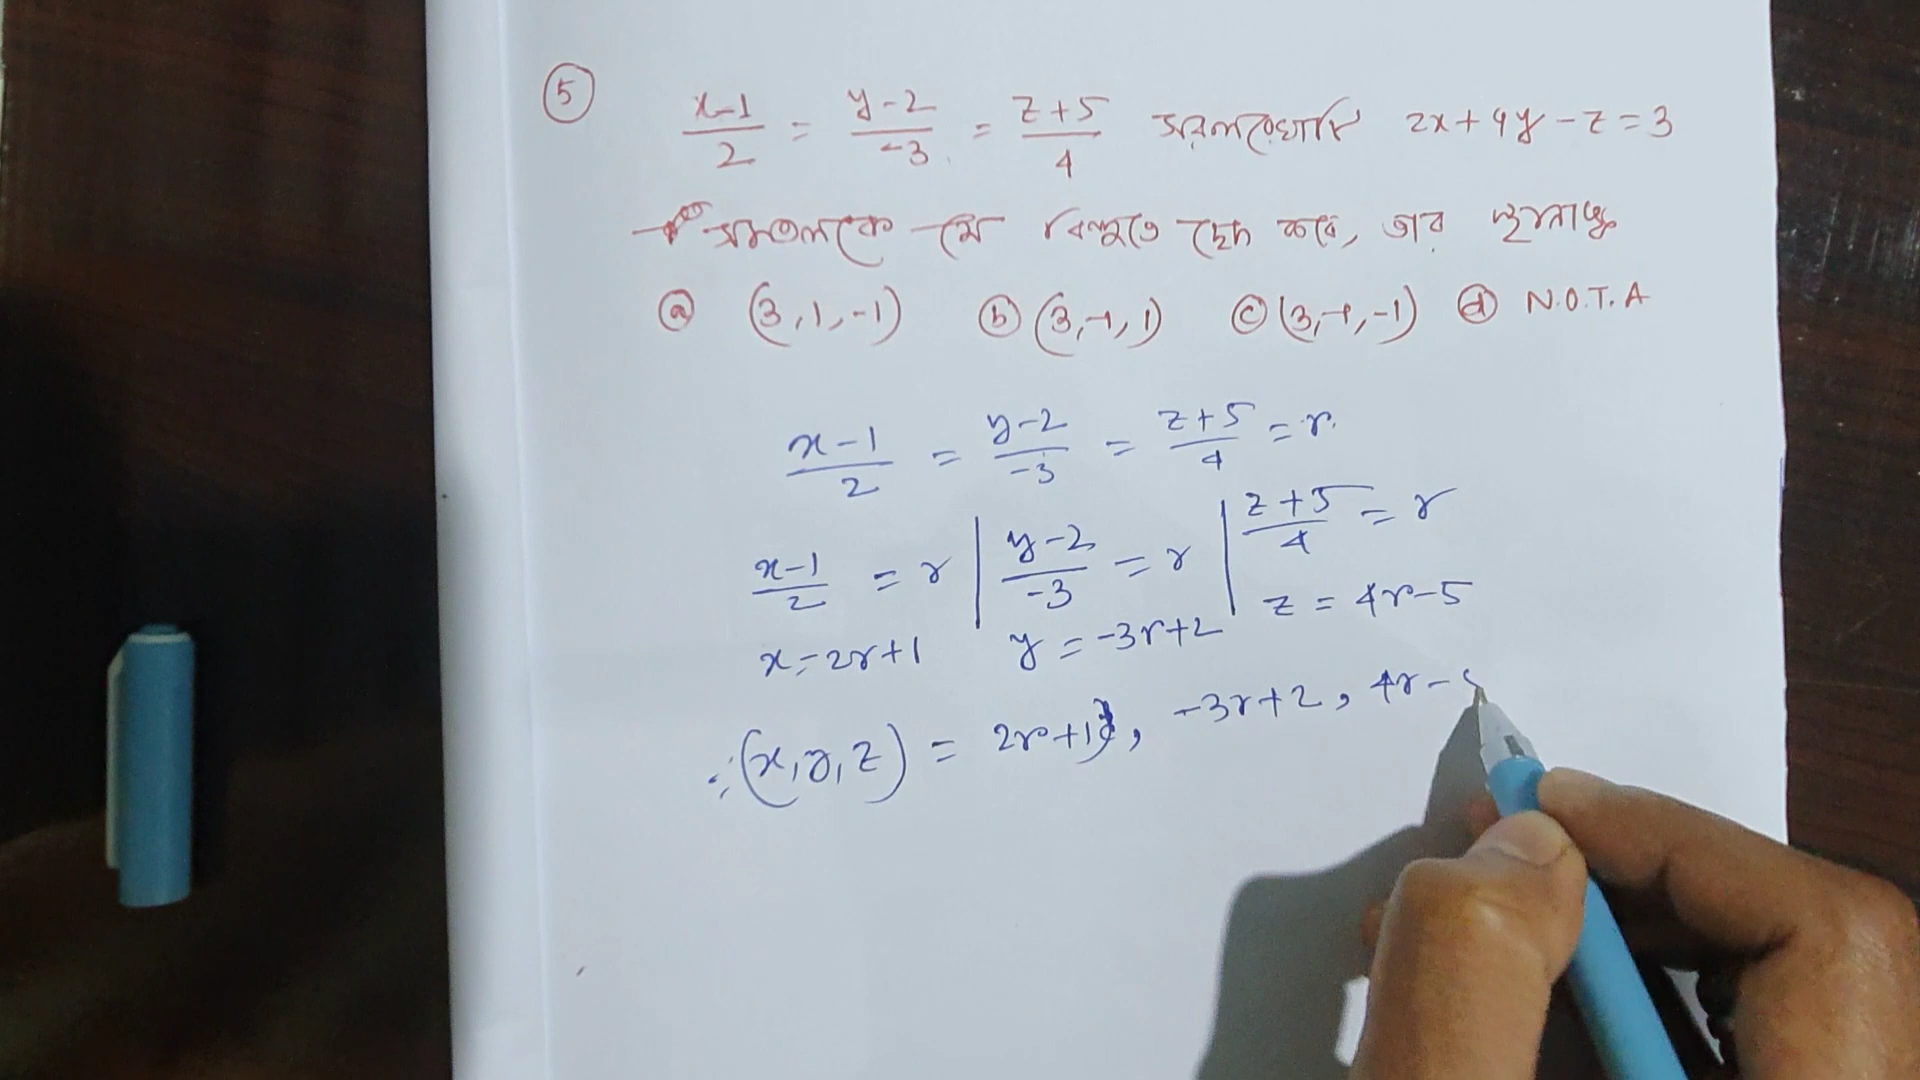 ⑤ x-1/2 = y-2/-3 = z+5/4 সরলরেখাটি 2x+4y-z=3
সমতলকে যে বিন্দুতে ছেদ করে, তার স্থানাঙ্ক
ⓐ (3,1,-1) ⓑ (3,-1,1) ⓒ (3,-1,-1) ⓓ N.O.T.A
x-1/2 = y-2/-3 = z+5/4 = r.
x-1/2 = r | y-2/-3 = r | z+5/4 = r
x=2r+1 y=-3r+2 z=4r-5
∴(x,y,z) = 2r+1, -3r+2, 4r-